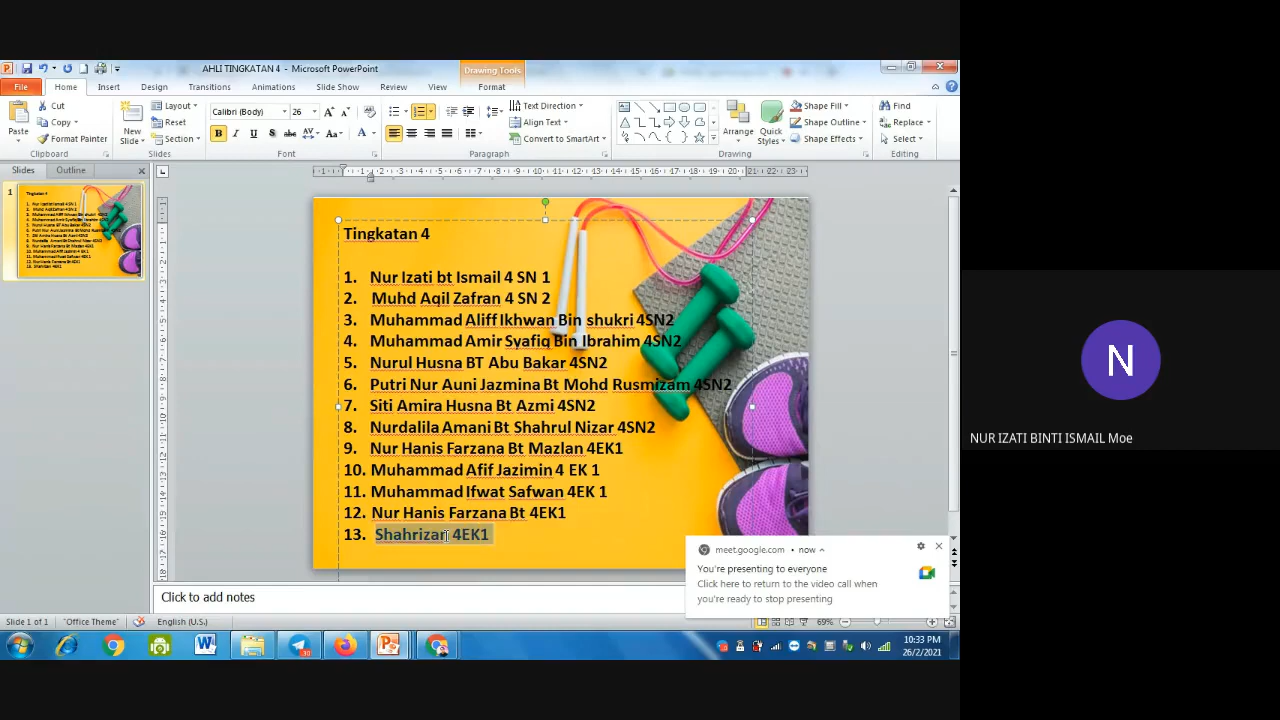 AHLI TINGKATAN 4 - Microsoft PowerPoint
Drawing Tools
File Home Insert Design Transitions Animations Slide Show Review View Format
Paste
Cut
Copy
Format Painter
Clipboard
New Slide
Layout
Reset
Section
Slides
Calibri (Body) 26
Font
Text Direction
Align Text
Convert to SmartArt
Paragraph
Arrange
Quick Styles
Shape Fill
Shape Outline
Shape Effects
Drawing
Find
Replace
Select
Editing
Slides Outline
1
Tingkatan 4
1. Nur Izati bt Ismail 4 SN 1
2. Muhd Aqil Zafran 4 SN 2
3. Muhammad Aliff Ikhwan Bin shukri 4SN2
4. Muhammad Amir Syafiq Bin Ibrahim 4SN2
5. Nurul Husna BT Abu Bakar 4SN2
6. Putri Nur Auni Jazmina Bt Mohd Rusmizam 4SN2
7. Siti Amira Husna Bt Azmi 4SN2
8. Nurdalila Amani Bt Shahrul Nizar 4SN2
9. Nur Hanis Farzana Bt Mazlan 4EK1
10. Muhammad Afif Jazimin 4 EK 1
11. Muhammad Ifwat Safwan 4EK 1
12. Nur Hanis Farzana Bt 4EK1
13. Shahrizan 4EK1
meet.google.com • now
You're presenting to everyone
Click here to return to the video call when
you're ready to stop presenting
Click to add notes
Slide 1 of 1 "Office Theme" English (U.S.) 69%
10:33 PM
26/2/2021
N
NUR IZATI BINTI ISMAIL Moe